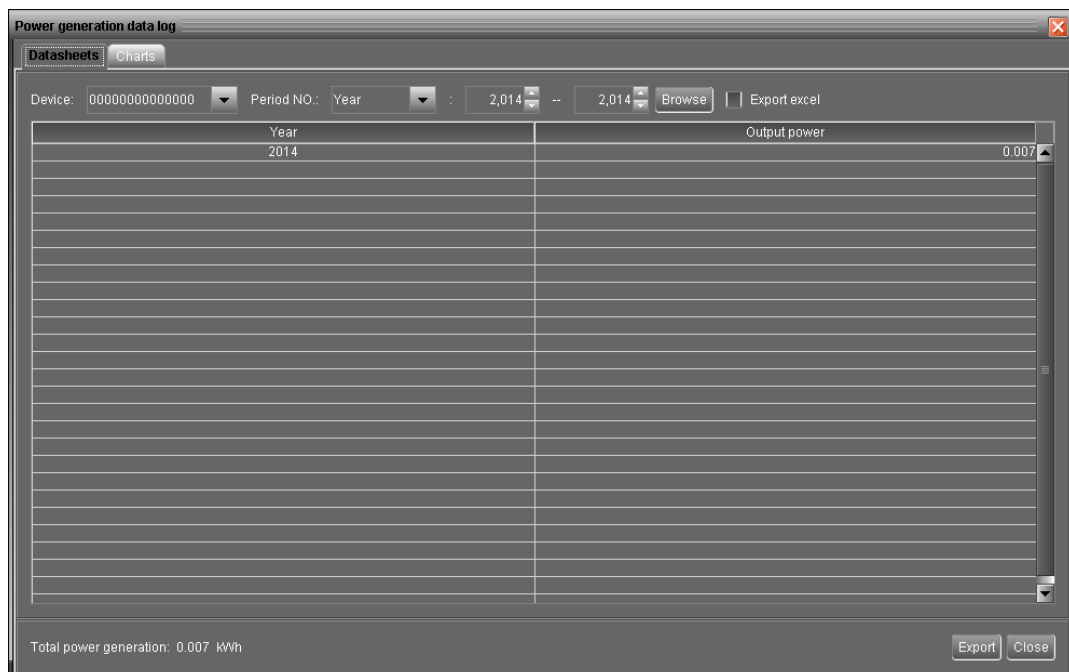 Power generation data log
Datasheets Charts
Device: 00000000000000 Period NO.: Year : 2,014 -- 2,014 Browse Export excel
Year Output power
2014 0.007
Total power generation: 0.007 kWh Export Close